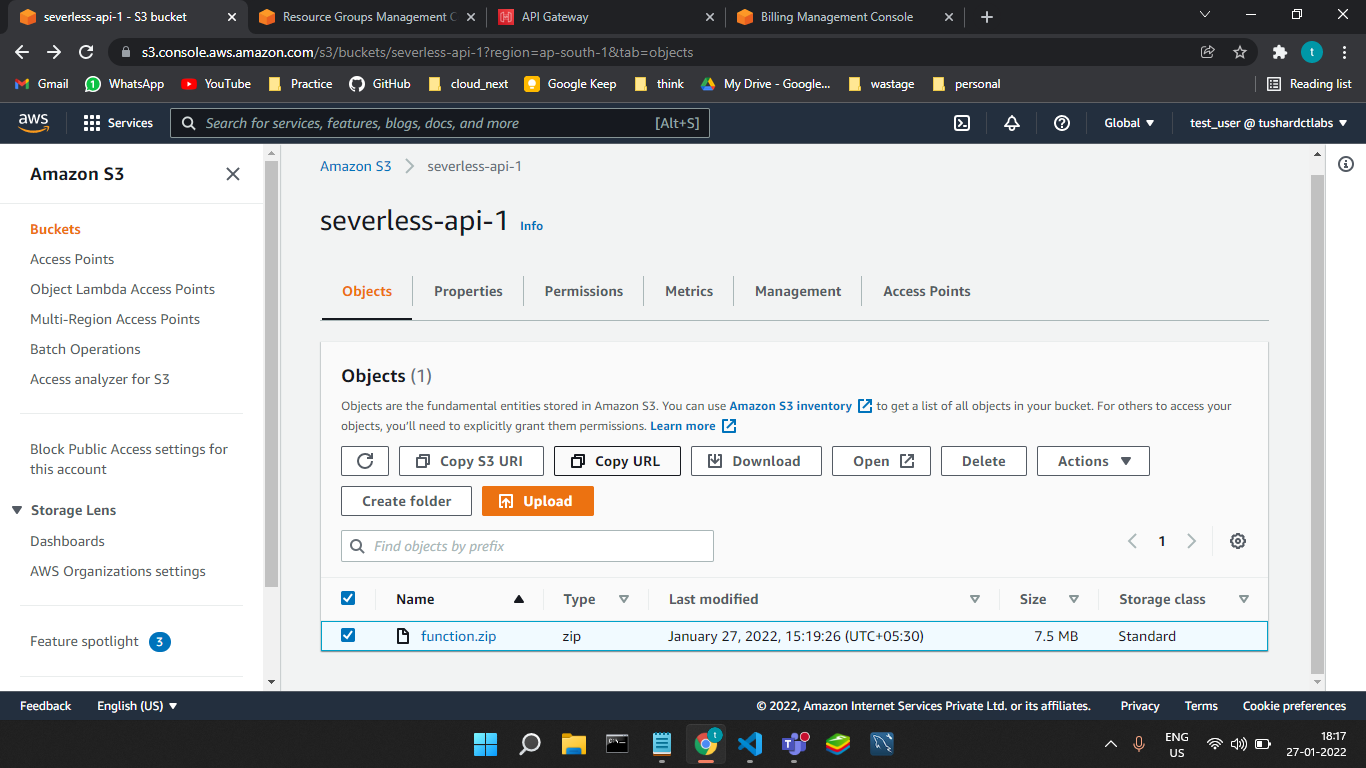 severless-api-1 - S3 bucket
Resource Groups Management C
API Gateway
Billing Management Console
s3.console.aws.amazon.com/s3/buckets/severless-api-1?region=ap-south-1&tab=objects
t
Gmail
1
WhatsApp
YouTube
Practice
GitHub
cloud_next
Google Keep
think
My Drive - Google...
wastage
personal
Reading list
aws
Services
Search for services, features, blogs, docs, and more
[Alt+S]
Global
test_user @ tushardctlabs
Amazon S3
Buckets
Access Points
Object Lambda Access Points
Multi-Region Access Points
Batch Operations
Access analyzer for S3
Block Public Access settings for
this account
Storage Lens
Dashboards
AWS Organizations settings
Feature spotlight 3
Amazon S3 > severless-api-1
severless-api-1 Info
Objects
Properties
Permissions
Metrics
Management
Access Points
Objects (1)
Objects are the fundamental entities stored in Amazon S3. You can use Amazon S3 inventory to get a list of all objects in your bucket. For others to access your
objects, you'll need to explicitly grant them permissions. Learn more
Copy S3 URI
Copy URL
Download
Open
Delete
Actions
Create folder
Upload
Find objects by prefix
1
Name
Type
Last modified
Size
Storage class
function.zip
zip
January 27, 2022, 15:19:26 (UTC+05:30)
7.5 MB
Standard
Feedback
English (US)
© 2022, Amazon Internet Services Private Ltd. or its affiliates.
Privacy
Terms
Cookie preferences
t
ENG
US
18:17
27-01-2022